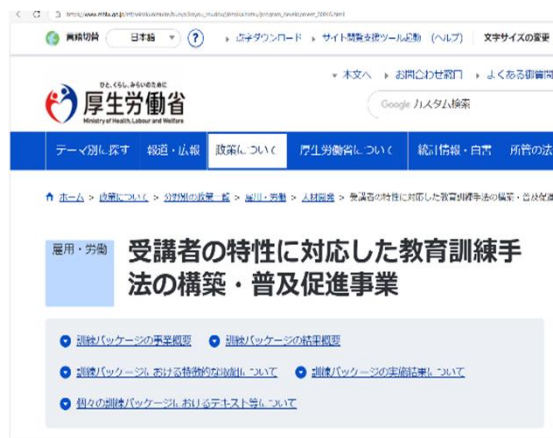 画面切替 日本語 ? 点字ダウンロード サイト閲覧支援ツール起動 (ヘルプ) 文字サイズの変更
本文へ お問合わせ窓口 よくある御質問
ひと、くらし、みらいのために
厚生労働省
Ministry of Health, Labour and Welfare
Google カスタム検索
テーマ別に探す 報道・広報 政策について 厚生労働省について 統計情報・白書 所管の法
ホーム > 政策について > 分野別の政策一覧 > 雇用・労働 > 人材開発 > 受講者の特性に対応した教育訓練手法の構築・普及促進
雇用・労働
受講者の特性に対応した教育訓練手
法の構築・普及促進事業
訓練パッケージの事業概要 訓練パッケージの結果概要
訓練パッケージにおける特徴的な取組について 訓練パッケージの実施結果について
個々の訓練パッケージにおけるテキスト等について